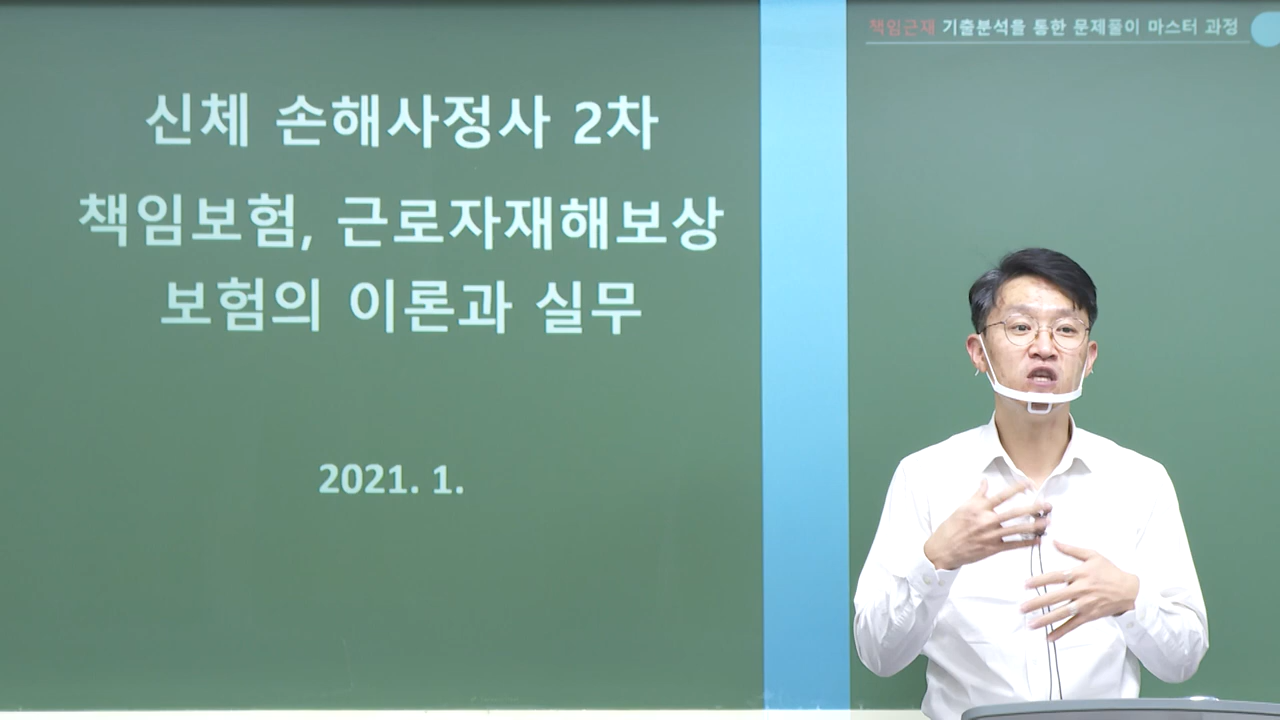 책임근재 기출분석을 통한 문제풀이 마스터 과정
신체 손해사정사 2차
책임보험, 근로자재해보상
보험의 이론과 실무
2021. 1.